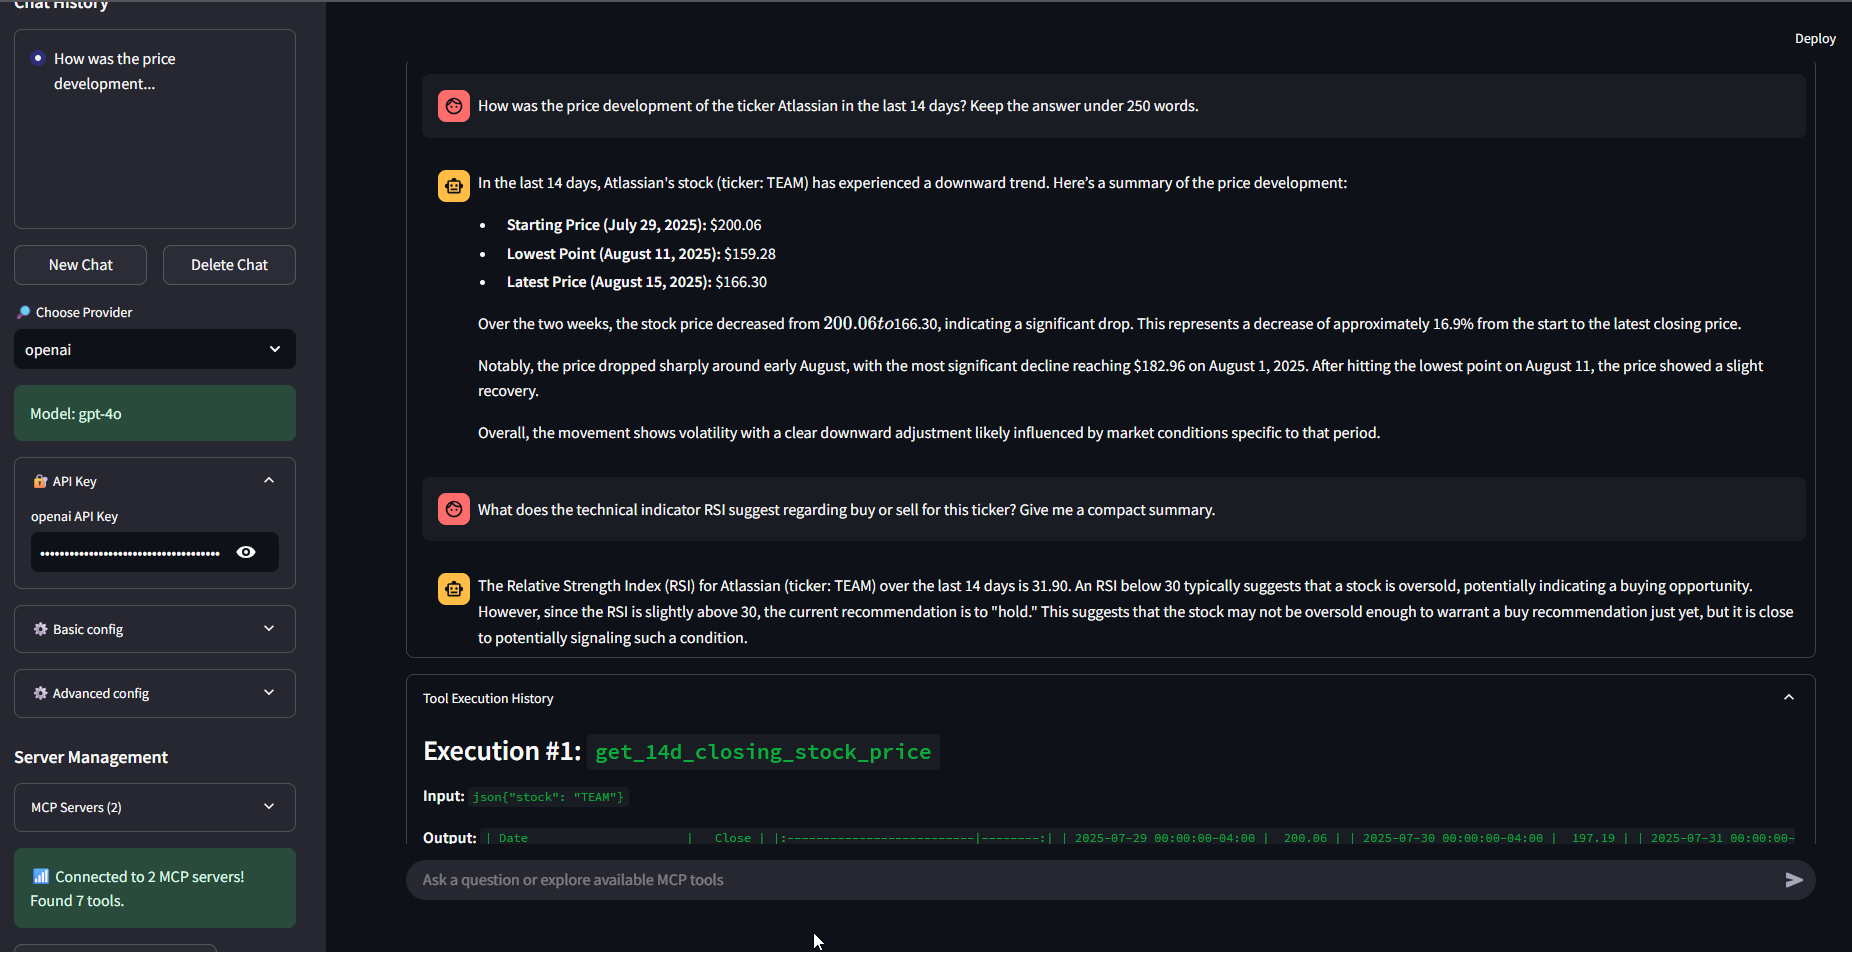 Chat History
How was the price
development...
New Chat
Delete Chat
Choose Provider
openai
Model: gpt-4o
API Key
openai API Key
Basic config
Advanced config
Server Management
MCP Servers (2)
Connected to 2 MCP servers!
Found 7 tools.
Deploy
How was the price development of the ticker Atlassian in the last 14 days? Keep the answer under 250 words.
In the last 14 days, Atlassian's stock (ticker: TEAM) has experienced a downward trend. Here's a summary of the price development:
• Starting Price (July 29, 2025): $200.06
• Lowest Point (August 11, 2025): $159.28
• Latest Price (August 15, 2025): $166.30
Over the two weeks, the stock price decreased from 200.06to166.30, indicating a significant drop. This represents a decrease of approximately 16.9% from the start to the latest closing price.
Notably, the price dropped sharply around early August, with the most significant decline reaching $182.96 on August 1, 2025. After hitting the lowest point on August 11, the price showed a slight
recovery.
Overall, the movement shows volatility with a clear downward adjustment likely influenced by market conditions specific to that period.
What does the technical indicator RSI suggest regarding buy or sell for this ticker? Give me a compact summary.
The Relative Strength Index (RSI) for Atlassian (ticker: TEAM) over the last 14 days is 31.90. An RSI below 30 typically suggests that a stock is oversold, potentially indicating a buying opportunity.
However, since the RSI is slightly above 30, the current recommendation is to "hold." This suggests that the stock may not be oversold enough to warrant a buy recommendation just yet, but it is close
to potentially signaling such a condition.
Tool Execution History
Execution #1: get_14d_closing_stock_price
Input: json{"stock": "TEAM"}
Output: | Date | Close | |:--------------------------|--------:| | 2025-07-29 00:00:00-04:00 | 200.06 | | 2025-07-30 00:00:00-04:00 | 197.19 | | 2025-07-31 00:00:00-
Ask a question or explore available MCP tools